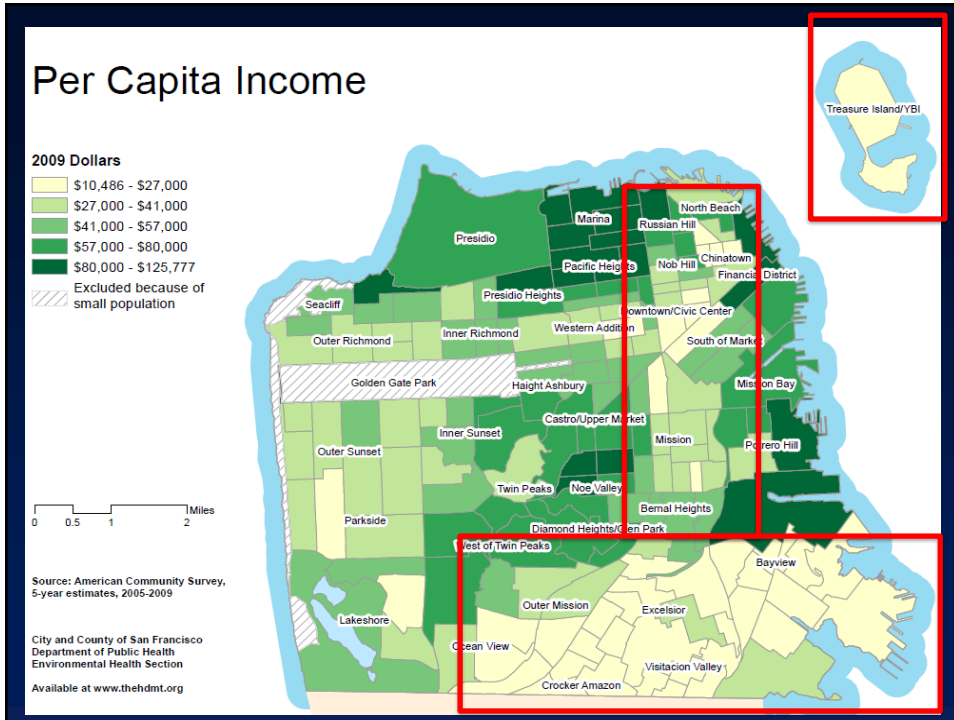 Per Capita Income
2009 Dollars
$10,486 - $27,000
$27,000 - $41,000
$41,000 - $57,000
$57,000 - $80,000
$80,000 - $125,777
Excluded because of
small population
Treasure Island/YBI
North Beach
Marina
Russian Hill
Presidio
Chinatown
Pacific Heights
Nob Hill
Financial District
Presidio Heights
Seacliff
Downtown/Civic Center
Western Addition
Inner Richmond
Outer Richmond
South of Market
Golden Gate Park
Haight Ashbury
Mission Bay
Castro/Upper Market
Inner Sunset
Mission
Potrero Hill
Outer Sunset
Twin Peaks
Noe Valley
Bernal Heights
Parkside
Diamond Heights/Glen Park
West of Twin Peaks
Bayview
Outer Mission
Excelsior
Lakeshore
Ocean View
Visitacion Valley
Crocker Amazon
Miles
0 0.5 1 2
Source: American Community Survey,
5-year estimates, 2005-2009
City and County of San Francisco
Department of Public Health
Environmental Health Section
Available at www.thehdmt.org